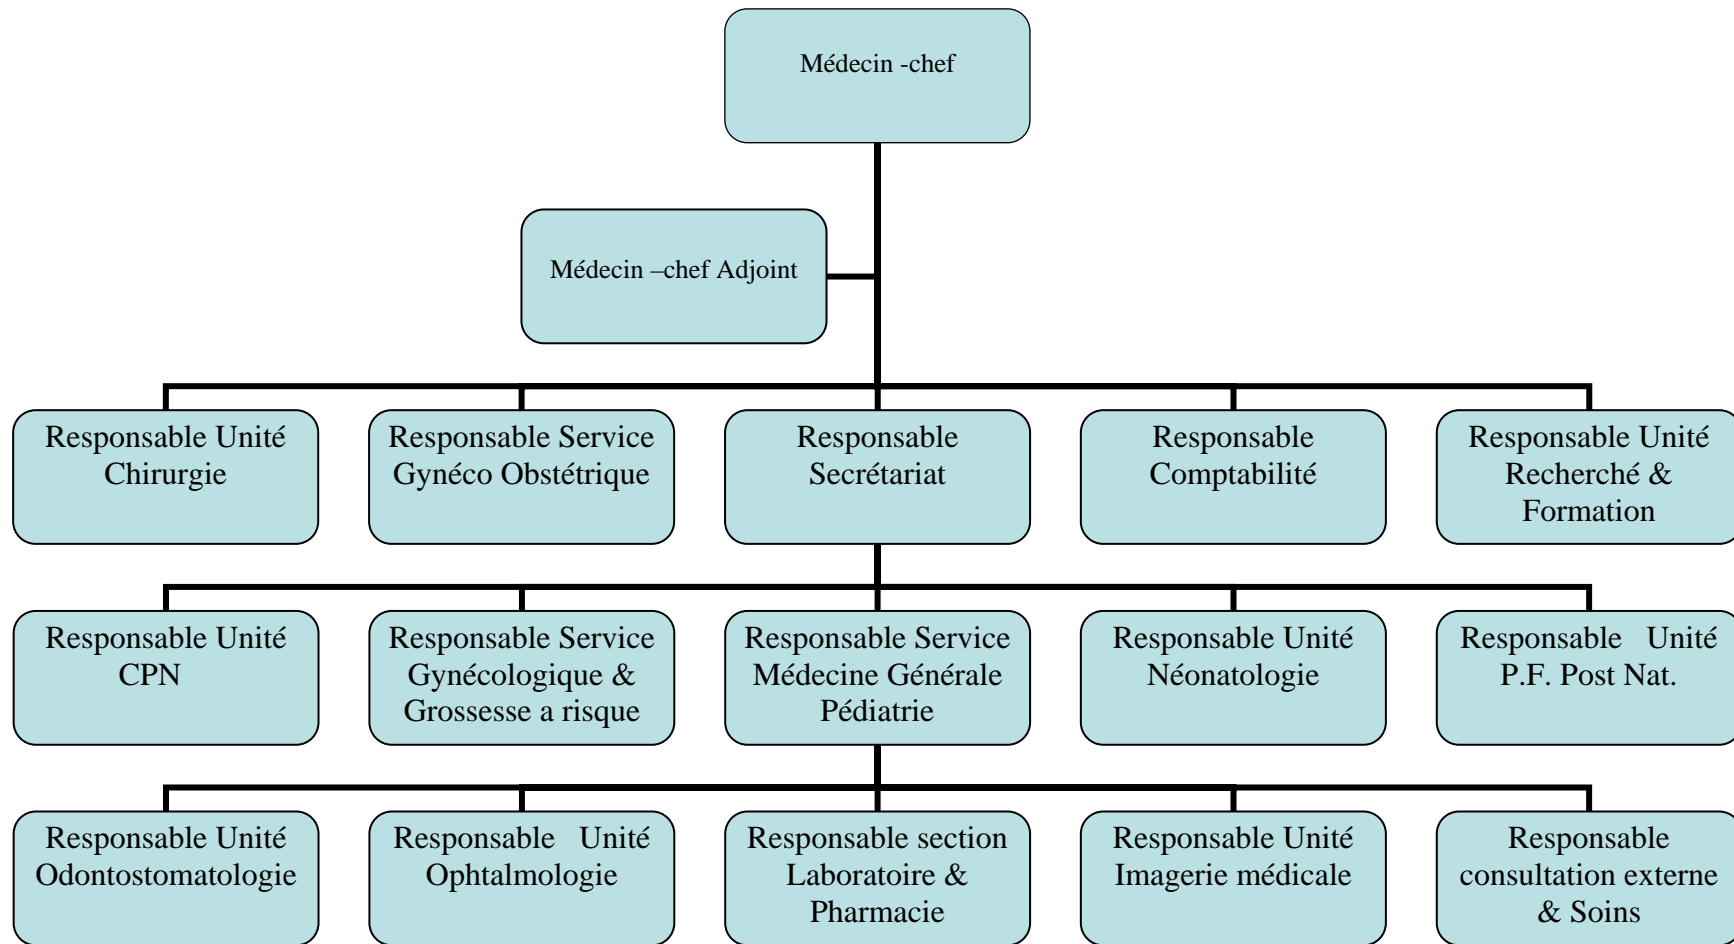 Médecin -chef
Médecin –chef Adjoint
Responsable Unité
Chirurgie
Responsable Service
Gynéco Obstétrique
Responsable
Secrétariat
Responsable
Comptabilité
Responsable Unité
Recherché &
Formation
Responsable Unité
CPN
Responsable Service
Gynécologique &
Grossesse a risque
Responsable Service
Médecine Générale
Pédiatrie
Responsable Unité
Néonatologie
Responsable Unité
P.F. Post Nat.
Responsable Unité
Odontostomatologie
Responsable Unité
Ophtalmologie
Responsable section
Laboratoire &
Pharmacie
Responsable Unité
Imagerie médicale
Responsable
consultation externe
& Soins